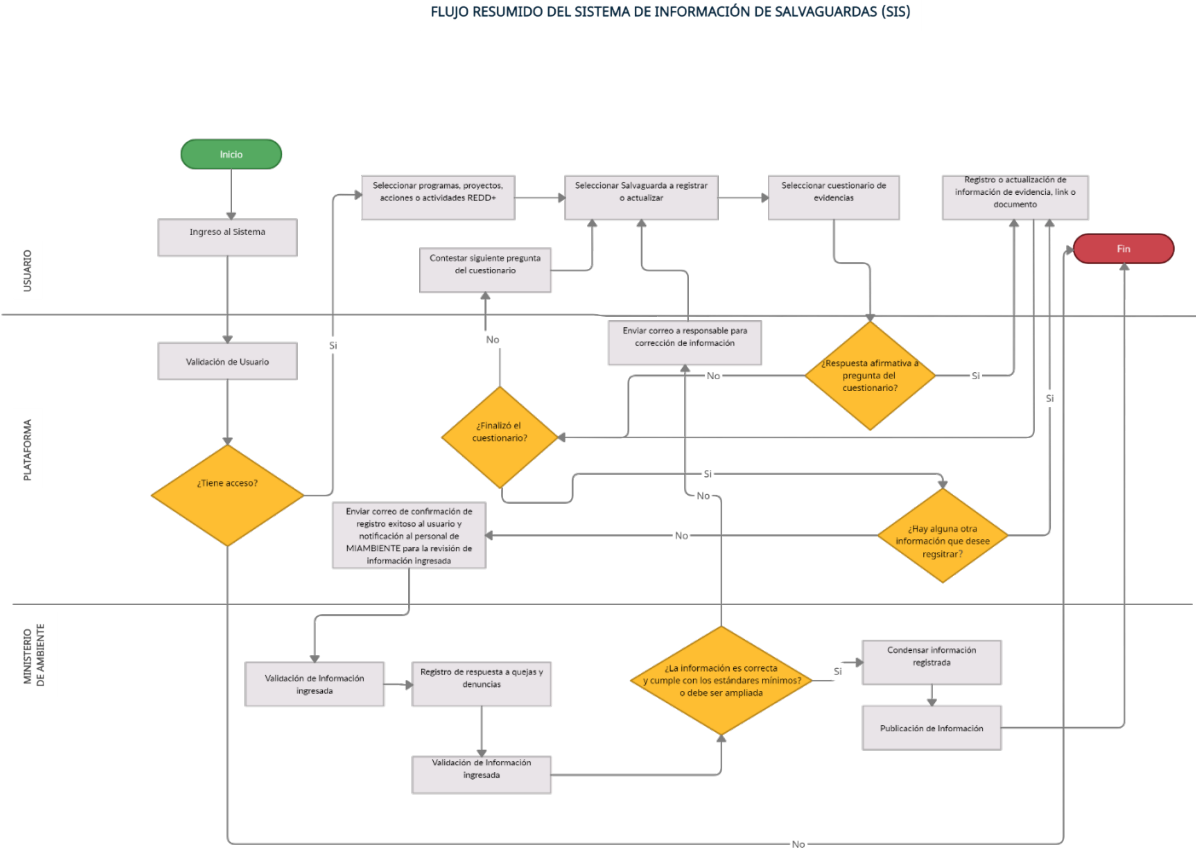 FLUJO RESUMIDO DEL SISTEMA DE INFORMACIÓN DE SALVAGUARDAS (SIS)
USUARIO
Inicio
Ingreso al Sistema
Seleccionar programas, proyectos,
acciones o actividades REDD+
Seleccionar Salvaguarda a registrar
o actualizar
Seleccionar cuestionario de
evidencias
Registro o actualización de
información de evidencia, link o
documento
Contestar siguiente pregunta
del cuestionario
Fin
PLATAFORMA
Validación de Usuario
Si
No
Enviar correo a responsable para
corrección de información
¿Respuesta afirmativa a
pregunta del
cuestionario?
No
Si
Si
¿Finalizó el
cuestionario?
¿Tiene acceso?
Si
No
Enviar correo de confirmación de
registro exitoso al usuario y
notificación al personal de
MIAMBIENTE para la revisión de
información ingresada
No
¿Hay alguna otra
información que desee
regsitrar?
MINISTERIO
DE AMBIENTE
Validación de Información
ingresada
Registro de respuesta a quejas y
denuncias
Validación de Información
ingresada
¿La información es correcta
y cumple con los estándares mínimos?
o debe ser ampliada
Si
Condensar información
registrada
Publicación de Información
No